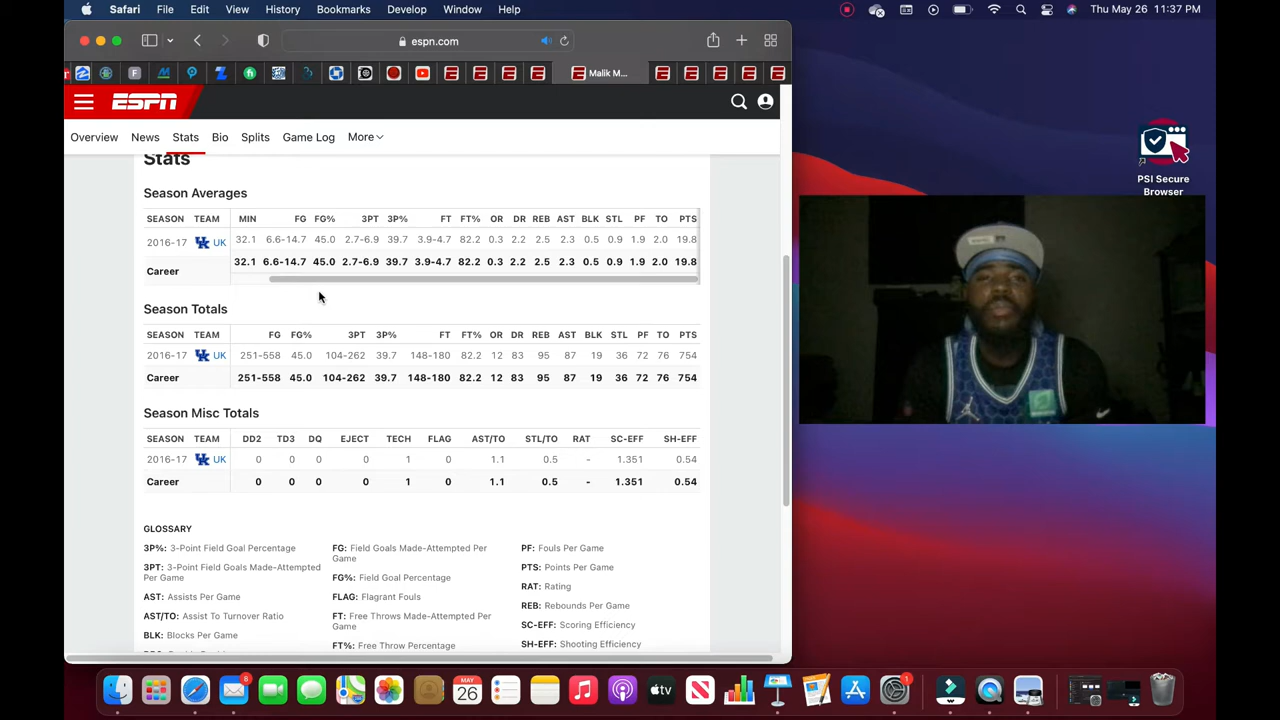 Safari File Edit View History Bookmarks Develop Window Help Thu May 26 11:37 PM
espn.com
Malik M...
ESPN
Overview News Stats Bio Splits Game Log More
Stats
Season Averages
SEASON TEAM MIN FG FG% 3PT 3P% FT FT% OR DR REB AST BLK STL PF TO PTS
2016-17 UK 32.1 6.6-14.7 45.0 2.7-6.9 39.7 3.9-4.7 82.2 0.3 2.2 2.5 2.3 0.5 0.9 1.9 2.0 19.8
Career 32.1 6.6-14.7 45.0 2.7-6.9 39.7 3.9-4.7 82.2 0.3 2.2 2.5 2.3 0.5 0.9 1.9 2.0 19.8
Season Totals
SEASON TEAM FG FG% 3PT 3P% FT FT% OR DR REB AST BLK STL PF TO PTS
2016-17 UK 251-558 45.0 104-262 39.7 148-180 82.2 12 83 95 87 19 36 72 76 754
Career 251-558 45.0 104-262 39.7 148-180 82.2 12 83 95 87 19 36 72 76 754
Season Misc Totals
SEASON TEAM DD2 TD3 DQ EJECT TECH FLAG AST/TO STL/TO RAT SC-EFF SH-EFF
2016-17 UK 0 0 0 0 1 0 1.1 0.5 - 1.351 0.54
Career 0 0 0 0 1 0 1.1 0.5 - 1.351 0.54
GLOSSARY
3P%: 3-Point Field Goal Percentage
3PT: 3-Point Field Goals Made-Attempted
Per Game
AST: Assists Per Game
AST/TO: Assist To Turnover Ratio
BLK: Blocks Per Game
FG: Field Goals Made-Attempted Per
Game
FG%: Field Goal Percentage
FLAG: Flagrant Fouls
FT: Free Throws Made-Attempted Per
Game
FT%: Free Throw Percentage
PF: Fouls Per Game
PTS: Points Per Game
RAT: Rating
REB: Rebounds Per Game
SC-EFF: Scoring Efficiency
SH-EFF: Shooting Efficiency
PSI Secure
Browser
8
MAY
26
tv
1